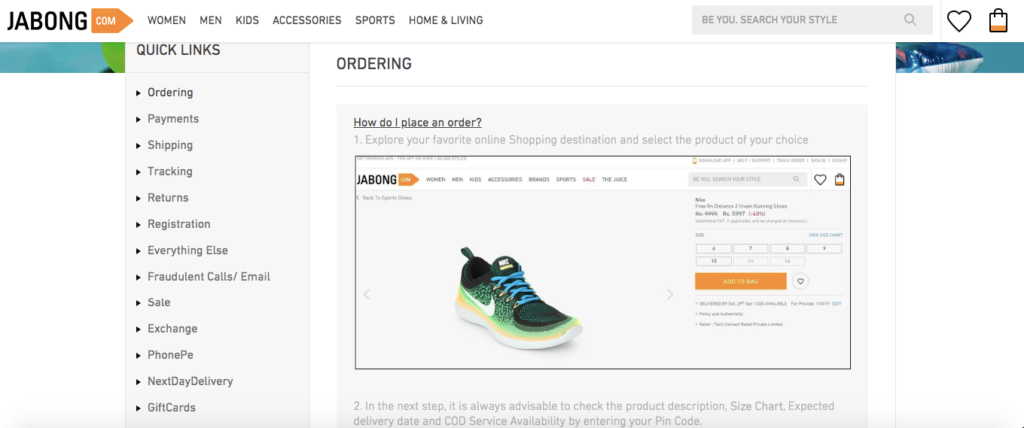 JABONG COM WOMEN MEN KIDS ACCESSORIES SPORTS HOME & LIVING BE YOU. SEARCH YOUR STYLE
QUICK LINKS
Ordering
Payments
Shipping
Tracking
Returns
Registration
Everything Else
Fraudulent Calls/ Email
Sale
Exchange
PhonePe
NextDayDelivery
GiftCards
ORDERING
How do I place an order?
1. Explore your favorite online Shopping destination and select the product of your choice
DOWNLOAD APP | HELP / SUPPORT | TRACK ORDER | SIGN IN | SIGNUP
JABONG COM WOMEN MEN KIDS ACCESSORIES BRANDS SPORTS SALE THE JUICE BE YOU. SEARCH YOUR STYLE
Back To Sports Shoes
Nike
Free Rn Distance 2 Green Running Shoes
Rs. 9995 Rs. 5997 (-40%)
(Additional VAT, if applicable, will be charged at checkout.)
SIZE VIEW SIZE CHART
6 7 8 9
10 11 12
ADD TO BAG
DELIVERED BY Sat, 29th Apr | COD AVAILABLE For Pincode 110019 EDIT
Policy and Authenticity
Seller : Tech Connect Retail Private Limited
2. In the next step, it is always advisable to check the product description, Size Chart, Expected
delivery date and COD Service Availability by entering your Pin Code.